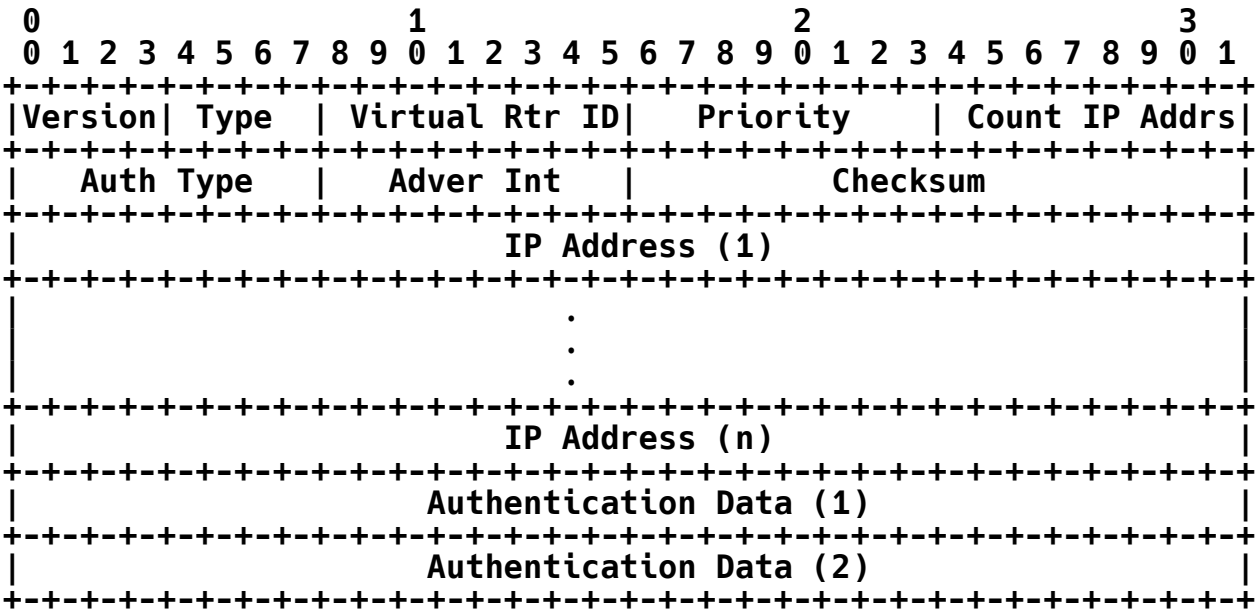 0                   1                   2                   3
 0 1 2 3 4 5 6 7 8 9 0 1 2 3 4 5 6 7 8 9 0 1 2 3 4 5 6 7 8 9 0 1
+-+-+-+-+-+-+-+-+-+-+-+-+-+-+-+-+-+-+-+-+-+-+-+-+-+-+-+-+-+-+-+-+
|Version| Type  | Virtual Rtr ID|   Priority    | Count IP Addrs|
+-+-+-+-+-+-+-+-+-+-+-+-+-+-+-+-+-+-+-+-+-+-+-+-+-+-+-+-+-+-+-+-+
|   Auth Type   |   Adver Int   |          Checksum             |
+-+-+-+-+-+-+-+-+-+-+-+-+-+-+-+-+-+-+-+-+-+-+-+-+-+-+-+-+-+-+-+-+
|                         IP Address (1)                        |
+-+-+-+-+-+-+-+-+-+-+-+-+-+-+-+-+-+-+-+-+-+-+-+-+-+-+-+-+-+-+-+-+
|                            .                                  |
|                            .                                  |
|                            .                                  |
+-+-+-+-+-+-+-+-+-+-+-+-+-+-+-+-+-+-+-+-+-+-+-+-+-+-+-+-+-+-+-+-+
|                         IP Address (n)                        |
+-+-+-+-+-+-+-+-+-+-+-+-+-+-+-+-+-+-+-+-+-+-+-+-+-+-+-+-+-+-+-+-+
|                     Authentication Data (1)                   |
+-+-+-+-+-+-+-+-+-+-+-+-+-+-+-+-+-+-+-+-+-+-+-+-+-+-+-+-+-+-+-+-+
|                     Authentication Data (2)                   |
+-+-+-+-+-+-+-+-+-+-+-+-+-+-+-+-+-+-+-+-+-+-+-+-+-+-+-+-+-+-+-+-+